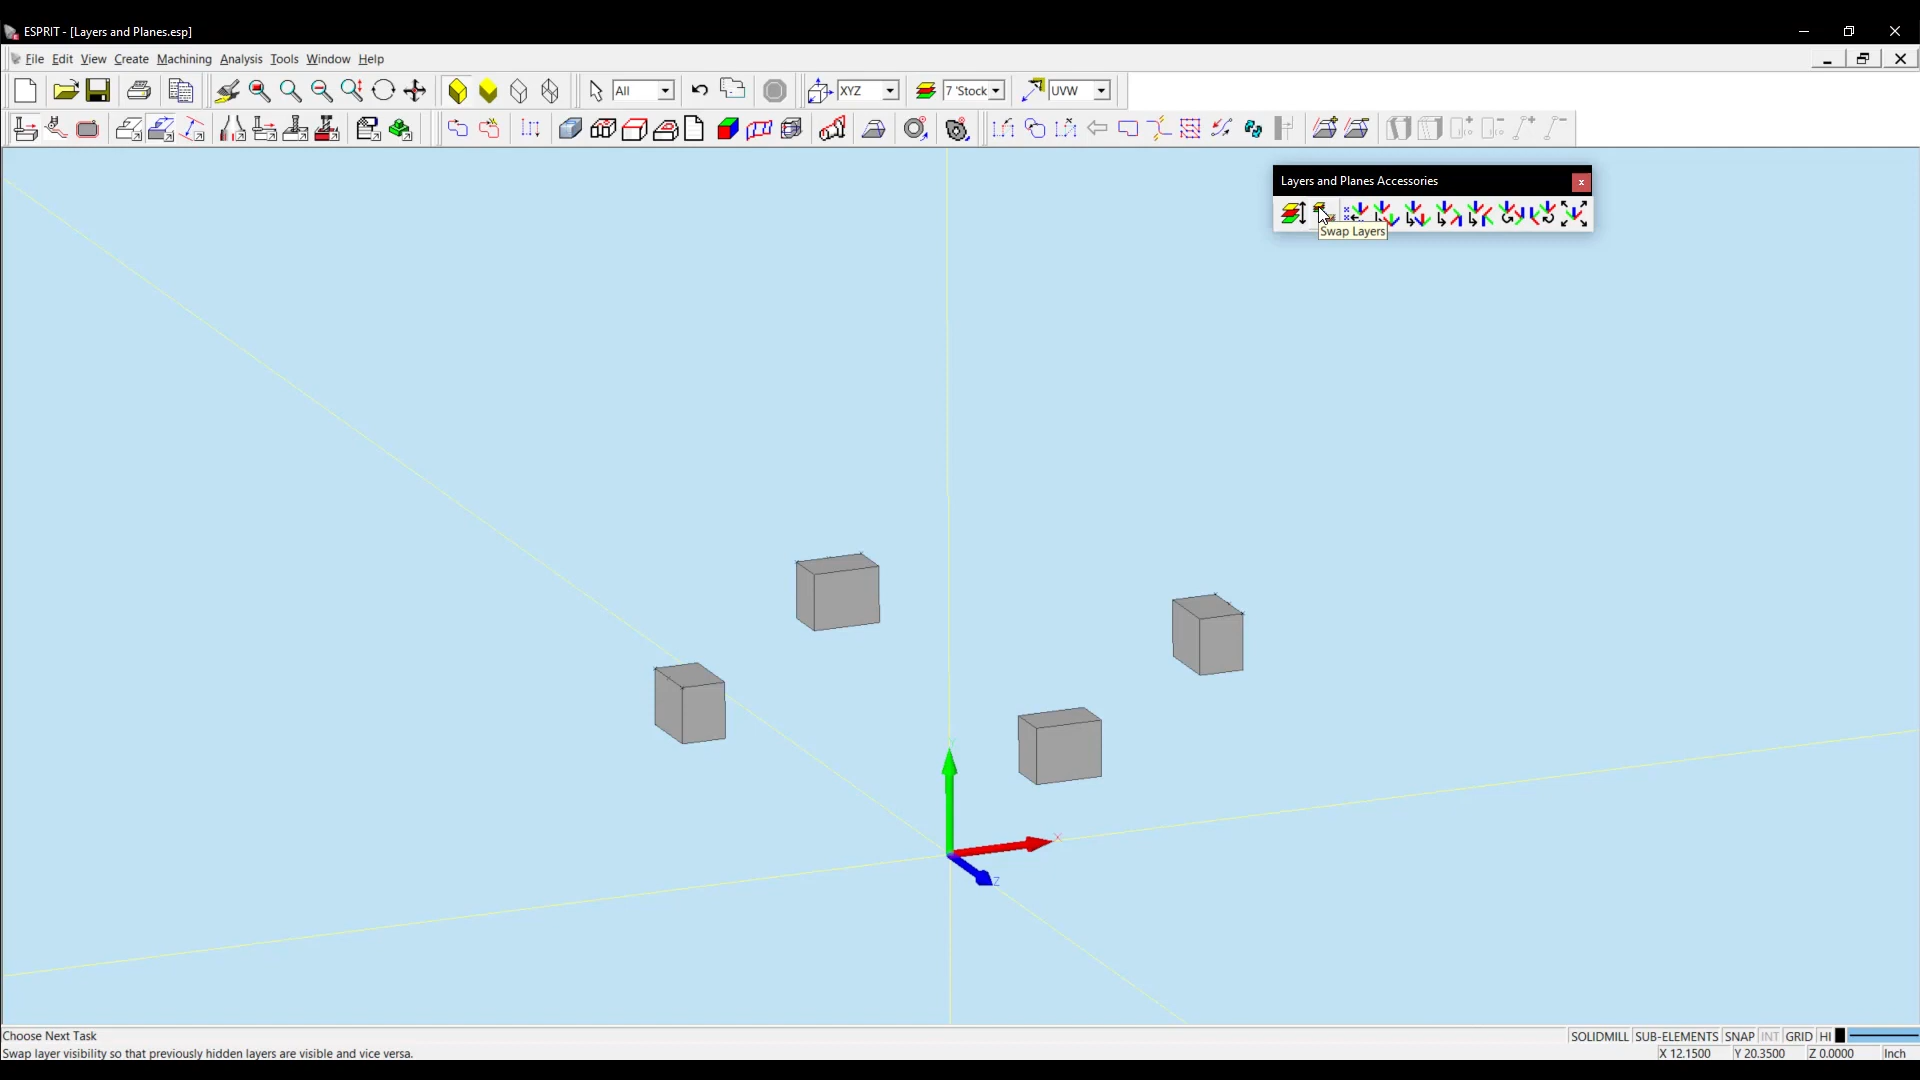 ESPRIT - [Layers and Planes.esp]
File Edit View Create Machining Analysis Tools Window Help
All XYZ 7 'Stock UVW
Layers and Planes Accessories
Swap Layers
Y
X
Z
Choose Next Task SOLIDMILL SUB-ELEMENTS SNAP INT GRID HI
Swap layer visibility so that previously hidden layers are visible and vice versa. X 12.1500 Y 20.3500 Z 0.0000 Inch